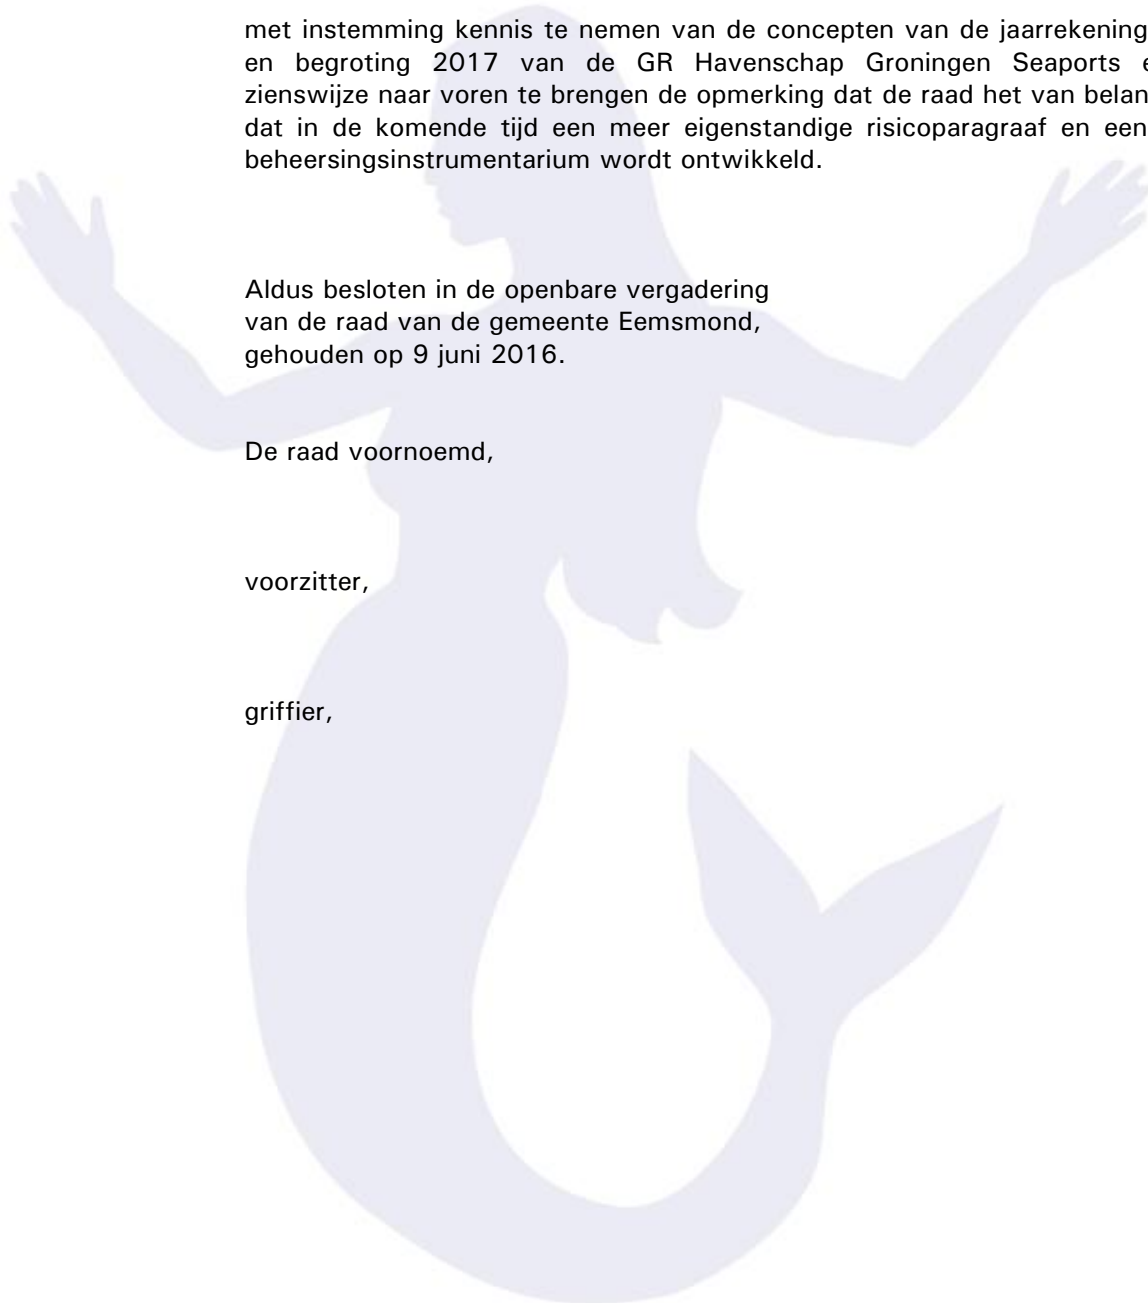 met instemming kennis te nemen van de concepten van de jaarrekening
en begroting 2017 van de GR Havenschap Groningen Seaports
zienswijze naar voren te brengen de opmerking dat de raad het van
dat in de komende tijd een meer eigenstandige risicoparagraaf en een
beheersingsinstrumentarium wordt ontwikkeld.
Aldus besloten in de openbare vergadering
van de raad van de gemeente Eemsmond,
gehouden op 9 juni 2016.
De raad voornoemd,
voorzitter,
griffier,